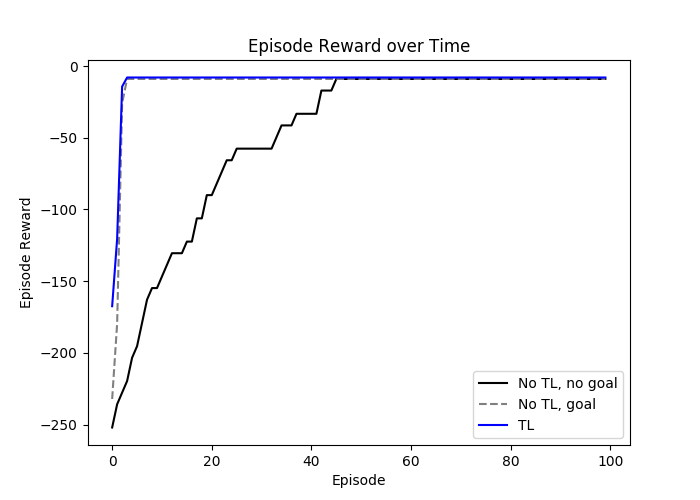 Episode Reward over Time
Episode Reward
0
−50
−100
−150
−200
−250
0 20 40 60 80 100
Episode
No TL, no goal
No TL, goal
TL